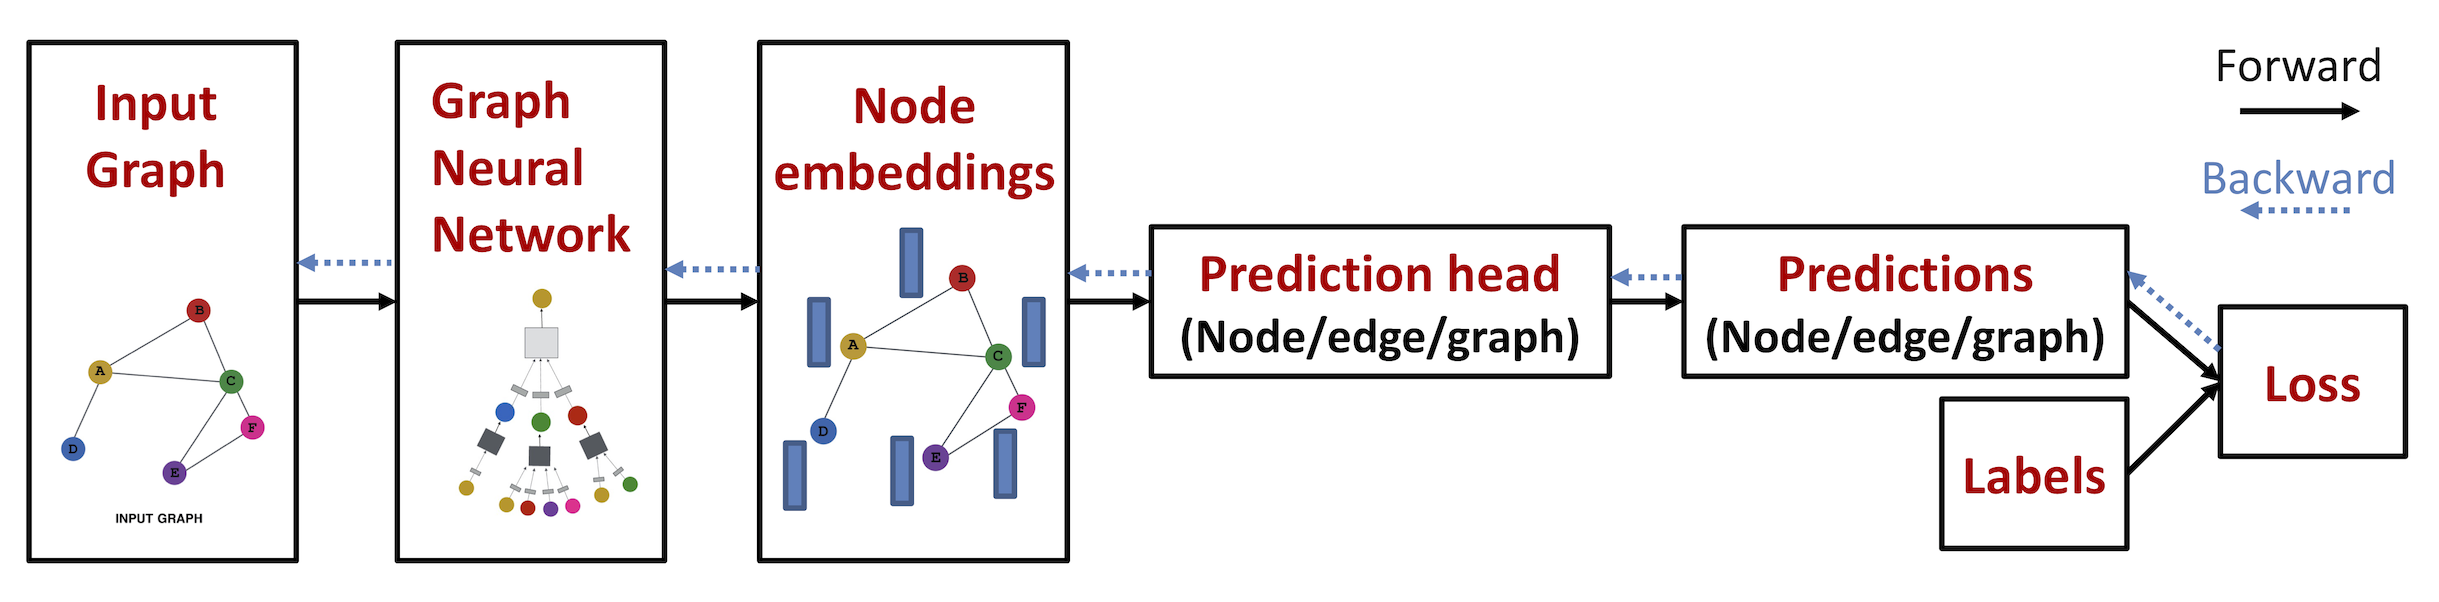 Input
Graph
B
A
C
F
D
E
INPUT GRAPH
Graph
Neural
Network
Node
embeddings
B
A
C
F
D
E
Prediction head
(Node/edge/graph)
Predictions
(Node/edge/graph)
Labels
Loss
Forward
Backward